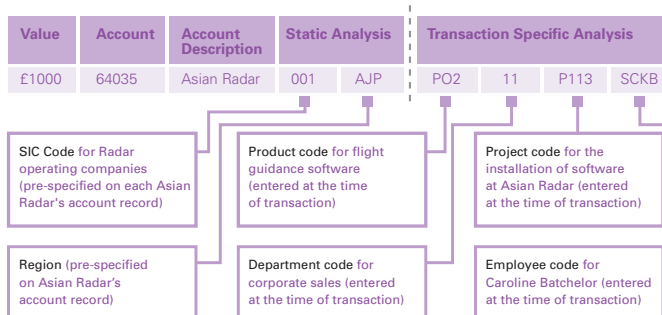 Value Account Account Description Static Analysis Transaction Specific Analysis
£1000 64035 Asian Radar 001 AJP PO2 11 P113 SCKB
SIC Code for Radar
operating companies
(pre-specified on each Asian
Radar's account record)
Product code for flight
guidance software
(entered at the time
of transaction)
Project code for the
installation of software
at Asian Radar (entered
at the time of transaction)
Region (pre-specified
on Asian Radar's
account record)
Department code for
corporate sales (entered
at the time of transaction)
Employee code for
Caroline Batchelor (entered
at the time of transaction)